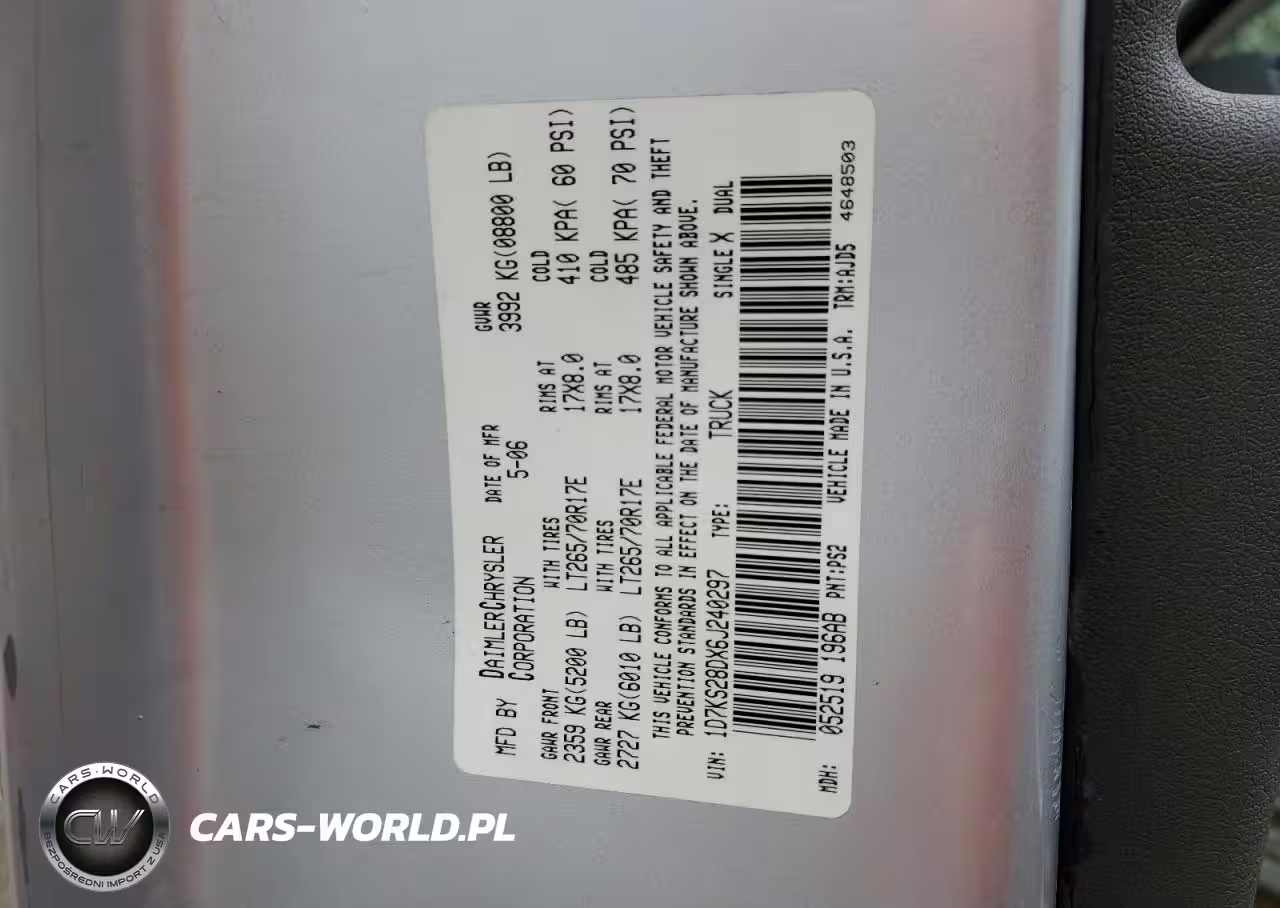 MFD BY DAIMLERCHRYSLER CORPORATION DATE OF MFR 5-06 GVWR 3992 KG(08800 LB)
GAWR FRONT WITH TIRES RIMS AT COLD
2359 KG(5200 LB) LT265/70R17E 17X8.0 410 KPA( 60 PSI)
GAWR REAR WITH TIRES RIMS AT COLD
2727 KG(6010 LB) LT265/70R17E 17X8.0 485 KPA( 70 PSI)
THIS VEHICLE CONFORMS TO ALL APPLICABLE FEDERAL MOTOR VEHICLE SAFETY AND THEFT
PREVENTION STANDARDS IN EFFECT ON THE DATE OF MANUFACTURE SHOWN ABOVE.
VIN: 1D7KS28DX6J240297 TYPE: TRUCK SINGLE X DUAL
MDH: 052519 196AB PNT:PS2 VEHICLE MADE IN U.S.A. TRM:AJD5
4648503
CARS-WORLD
CW
BEZPOŚREDNI IMPORT Z USA
CARS-WORLD.PL